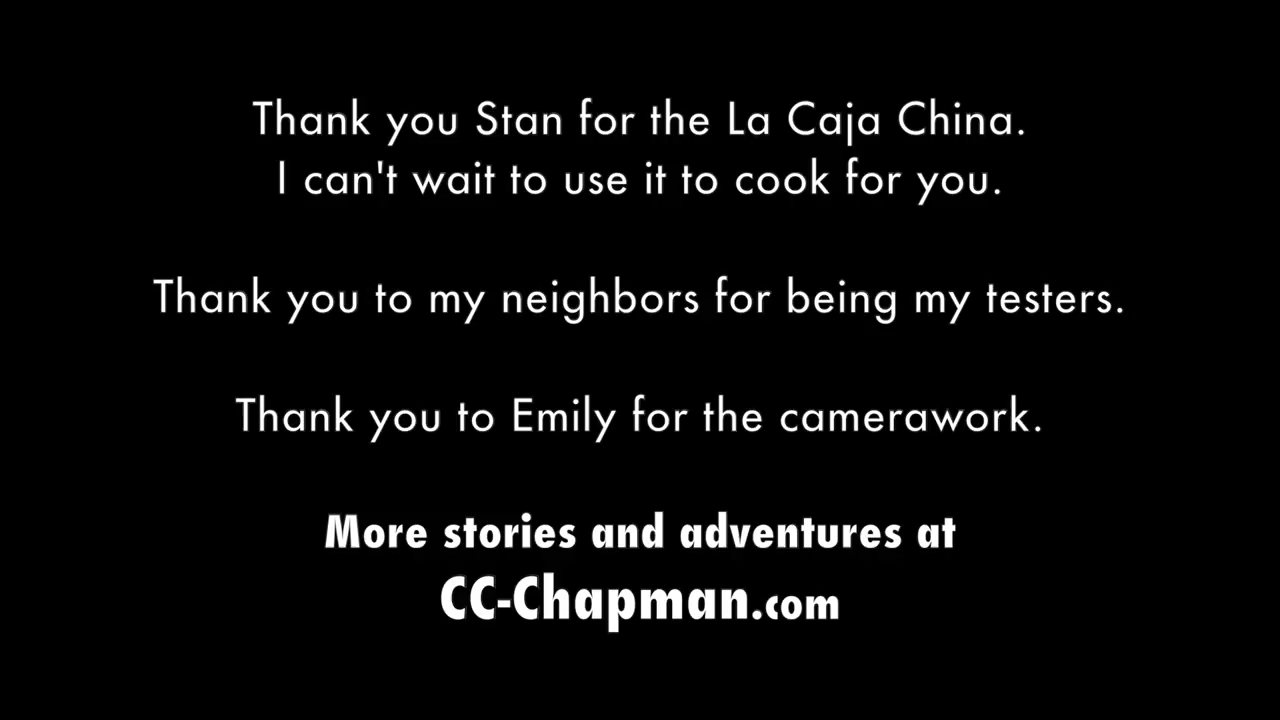 Thank you Stan for the La Caja China.
I can't wait to use it to cook for you.
Thank you to my neighbors for being my testers.
Thank you to Emily for the camerawork.
More stories and adventures at
CC-Chapman.com